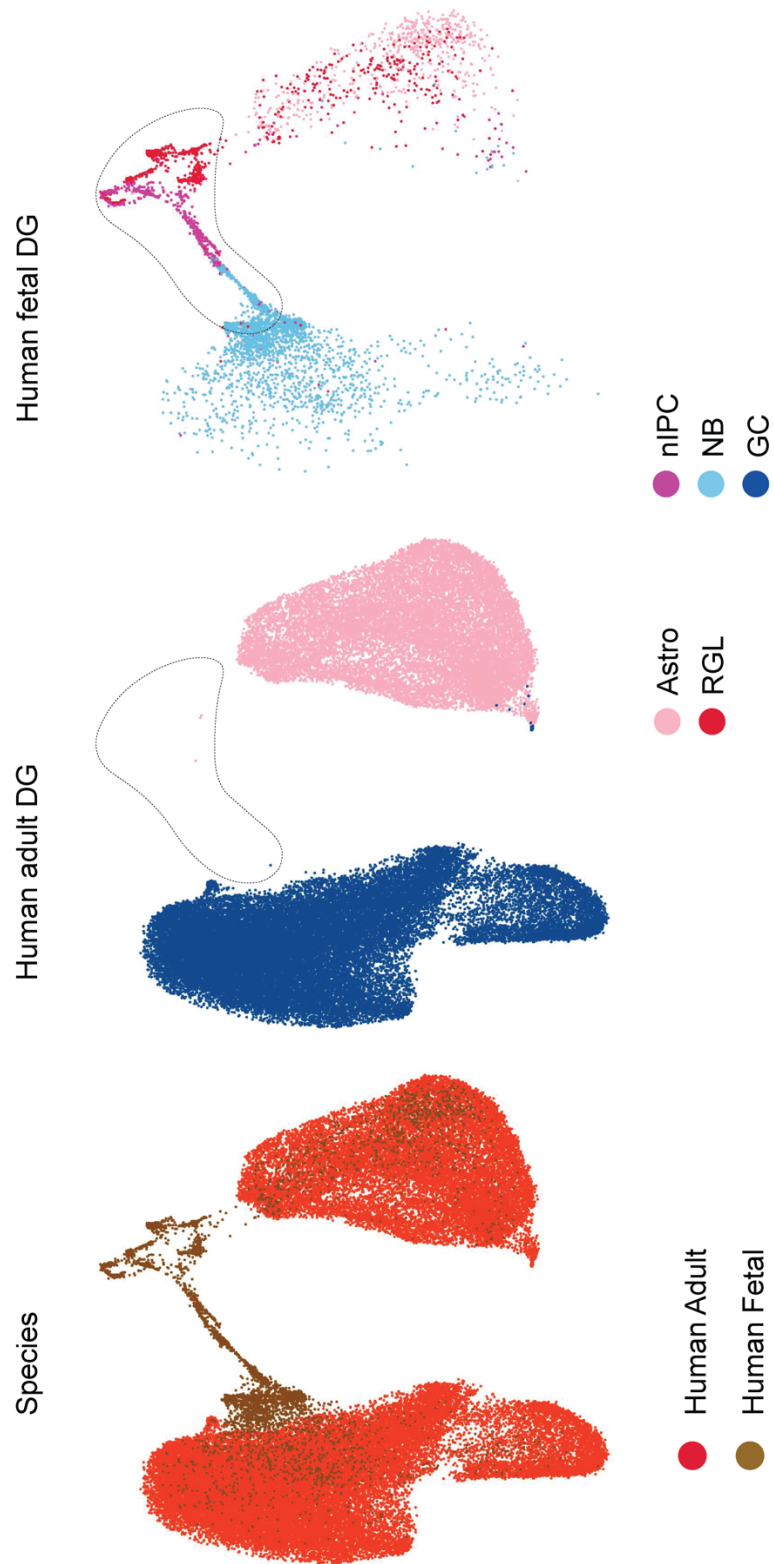 Species
Human adult DG
Human fetal DG
Human Adult
Human Fetal
Astro
RGL
nIPC
NB
GC